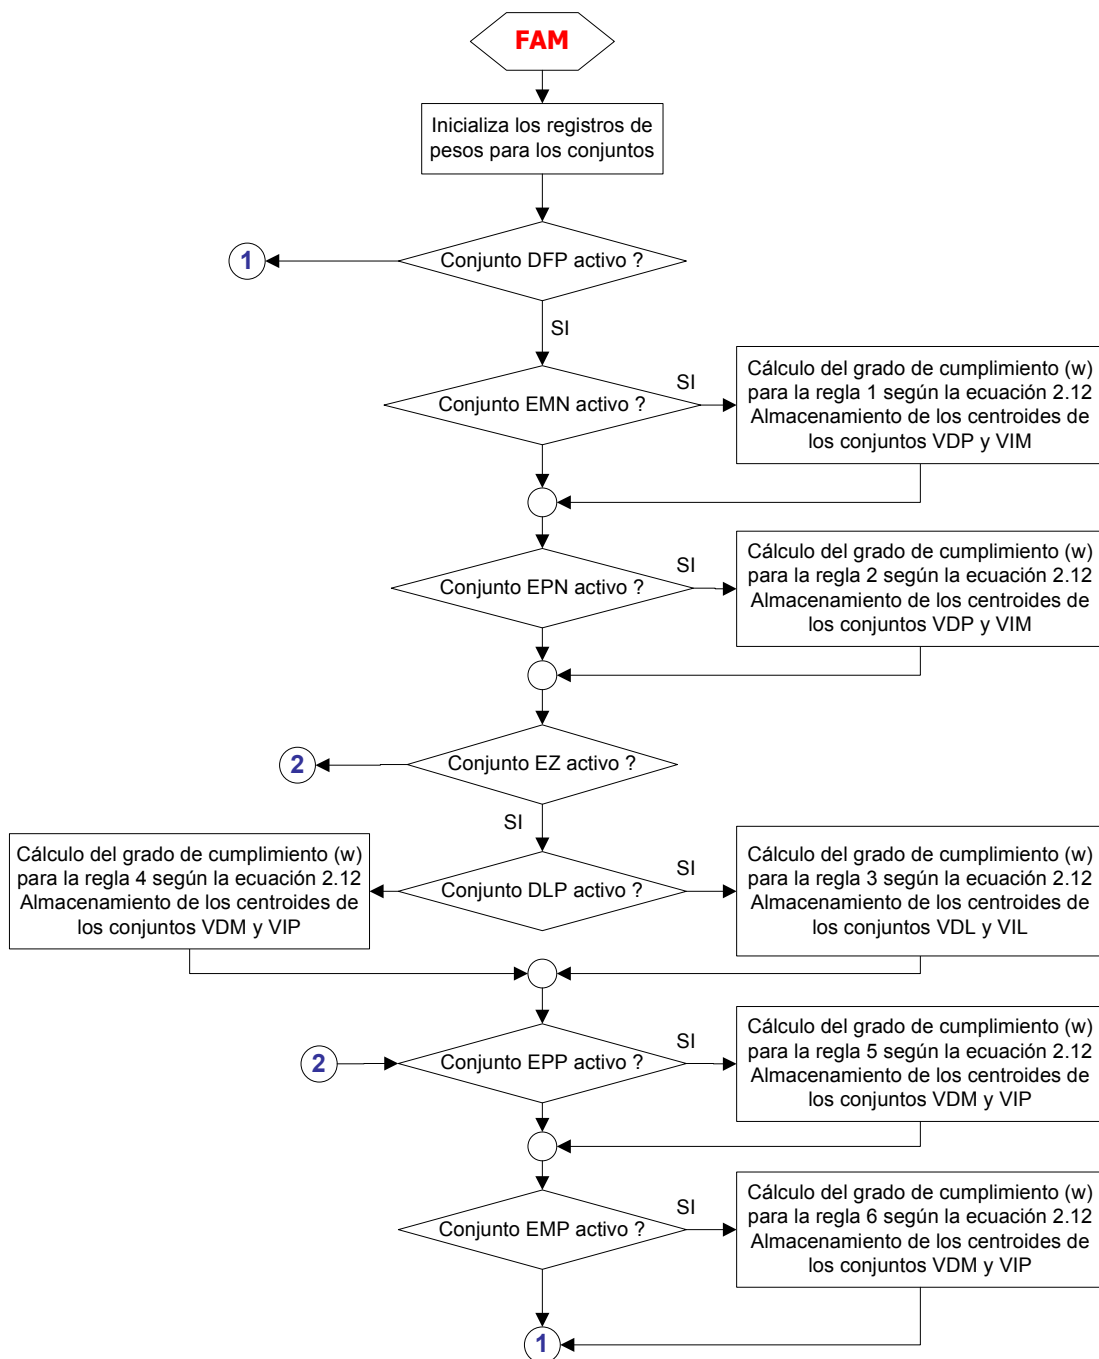 FAM
Inicializa los registros de
pesos para los conjuntos
1
Conjunto DFP activo ?
SI
Conjunto EMN activo ?
SI
Cálculo del grado de cumplimiento (w)
para la regla 1 según la ecuación 2.12
Almacenamiento de los centroides de
los conjuntos VDP y VIM
Conjunto EPN activo ?
SI
Cálculo del grado de cumplimiento (w)
para la regla 2 según la ecuación 2.12
Almacenamiento de los centroides de
los conjuntos VDP y VIM
2
Conjunto EZ activo ?
SI
Cálculo del grado de cumplimiento (w)
para la regla 4 según la ecuación 2.12
Almacenamiento de los centroides de
los conjuntos VDM y VIP
Conjunto DLP activo ?
SI
Cálculo del grado de cumplimiento (w)
para la regla 3 según la ecuación 2.12
Almacenamiento de los centroides de
los conjuntos VDL y VIL
2
Conjunto EPP activo ?
SI
Cálculo del grado de cumplimiento (w)
para la regla 5 según la ecuación 2.12
Almacenamiento de los centroides de
los conjuntos VDM y VIP
Conjunto EMP activo ?
SI
Cálculo del grado de cumplimiento (w)
para la regla 6 según la ecuación 2.12
Almacenamiento de los centroides de
los conjuntos VDM y VIP
1